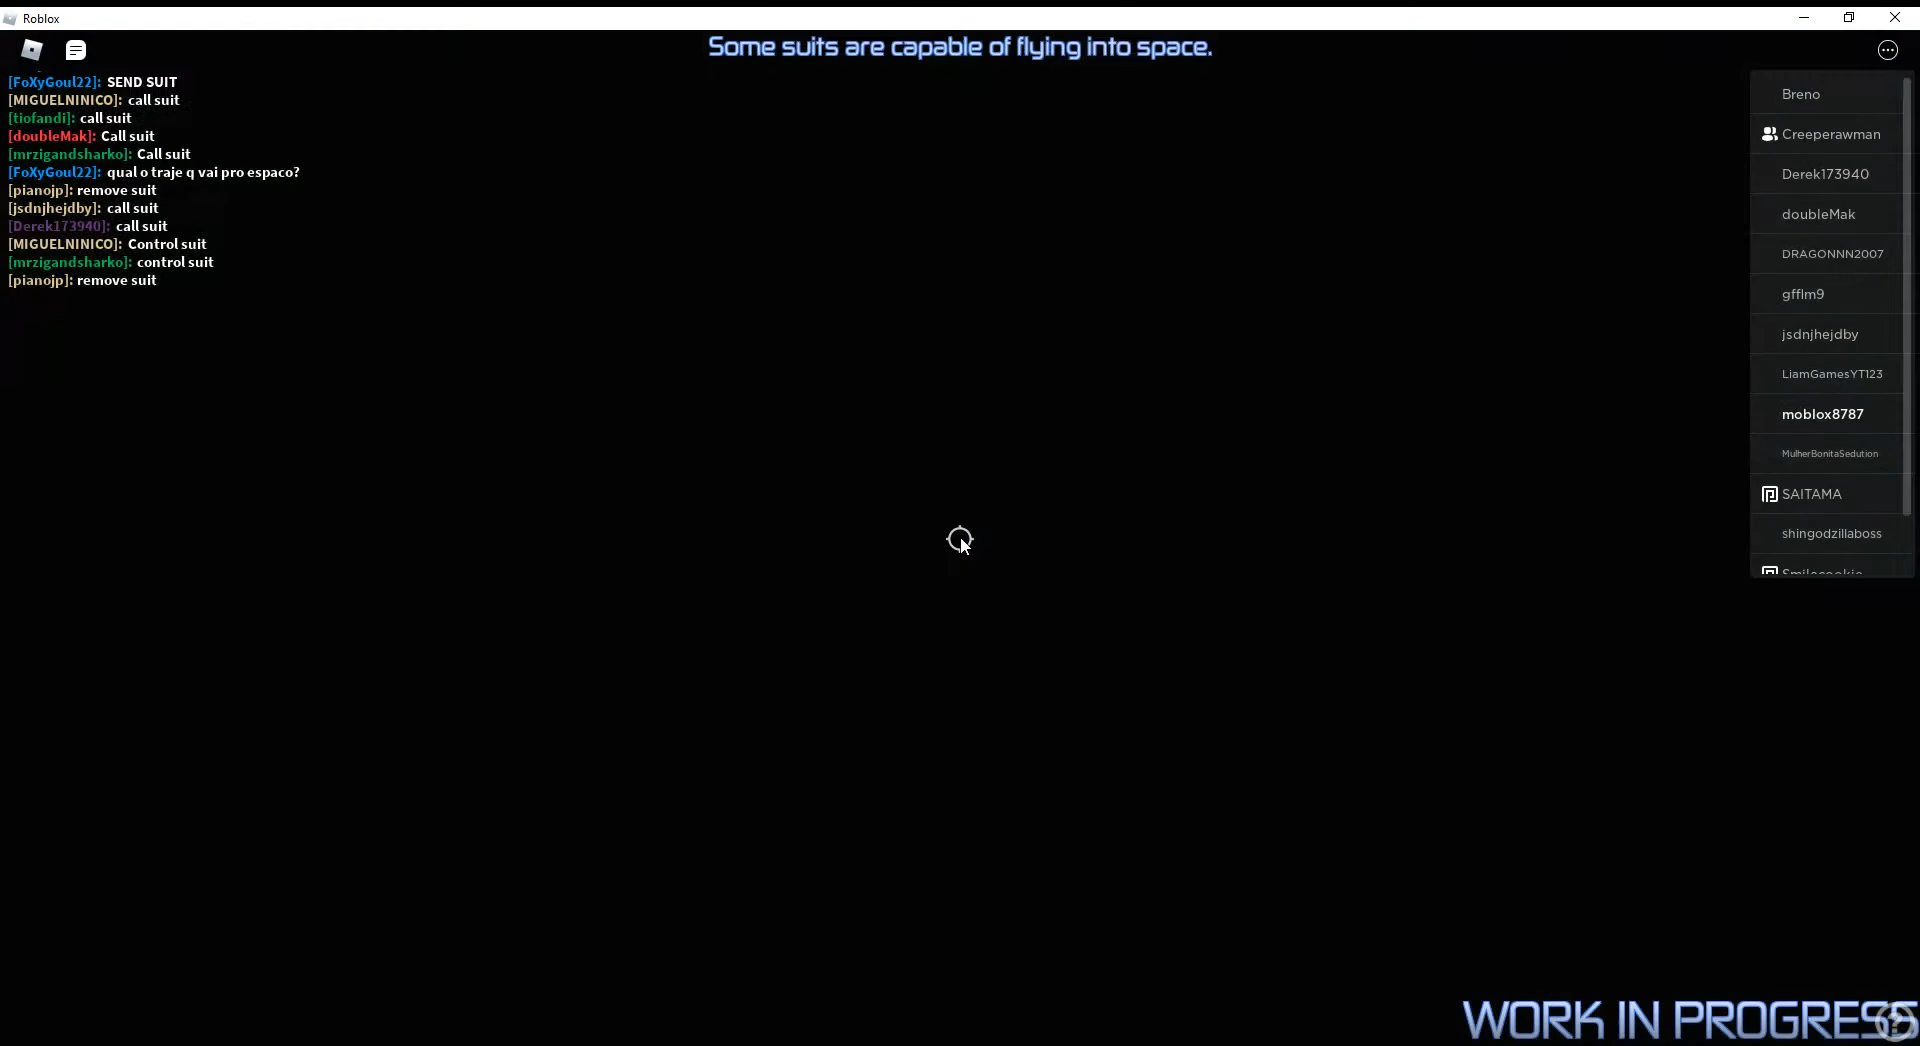 Roblox
Some suits are capable of flying into space.
[FoXyGoul22]: SEND SUIT
[MIGUELNINICO]: call suit
[tiofandi]: call suit
[doubleMak]: Call suit
[mrzigandsharko]: Call suit
[FoXyGoul22]: qual o traje q vai pro espaco?
[pianojp]: remove suit
[jsdnjhejdby]: call suit
[Derek173940]: call suit
[MIGUELNINICO]: Control suit
[mrzigandsharko]: control suit
[pianojp]: remove suit
Breno
Creeperawman
Derek173940
doubleMak
DRAGONNN2007
gfflm9
jsdnjhejdby
LiamGamesYT123
moblox8787
MulherBonitaSedution
SAITAMA
shingodzillaboss
WORK IN PROGRESS
?